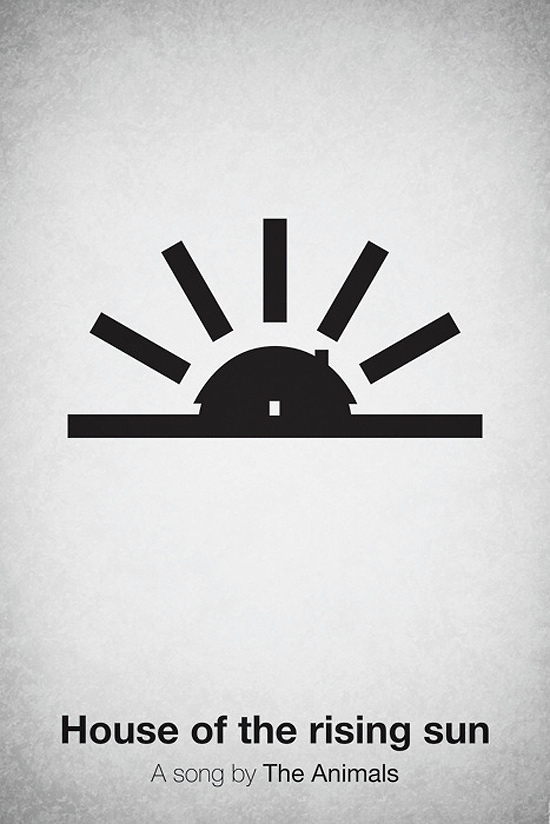 House of the rising sun
A song by The Animals